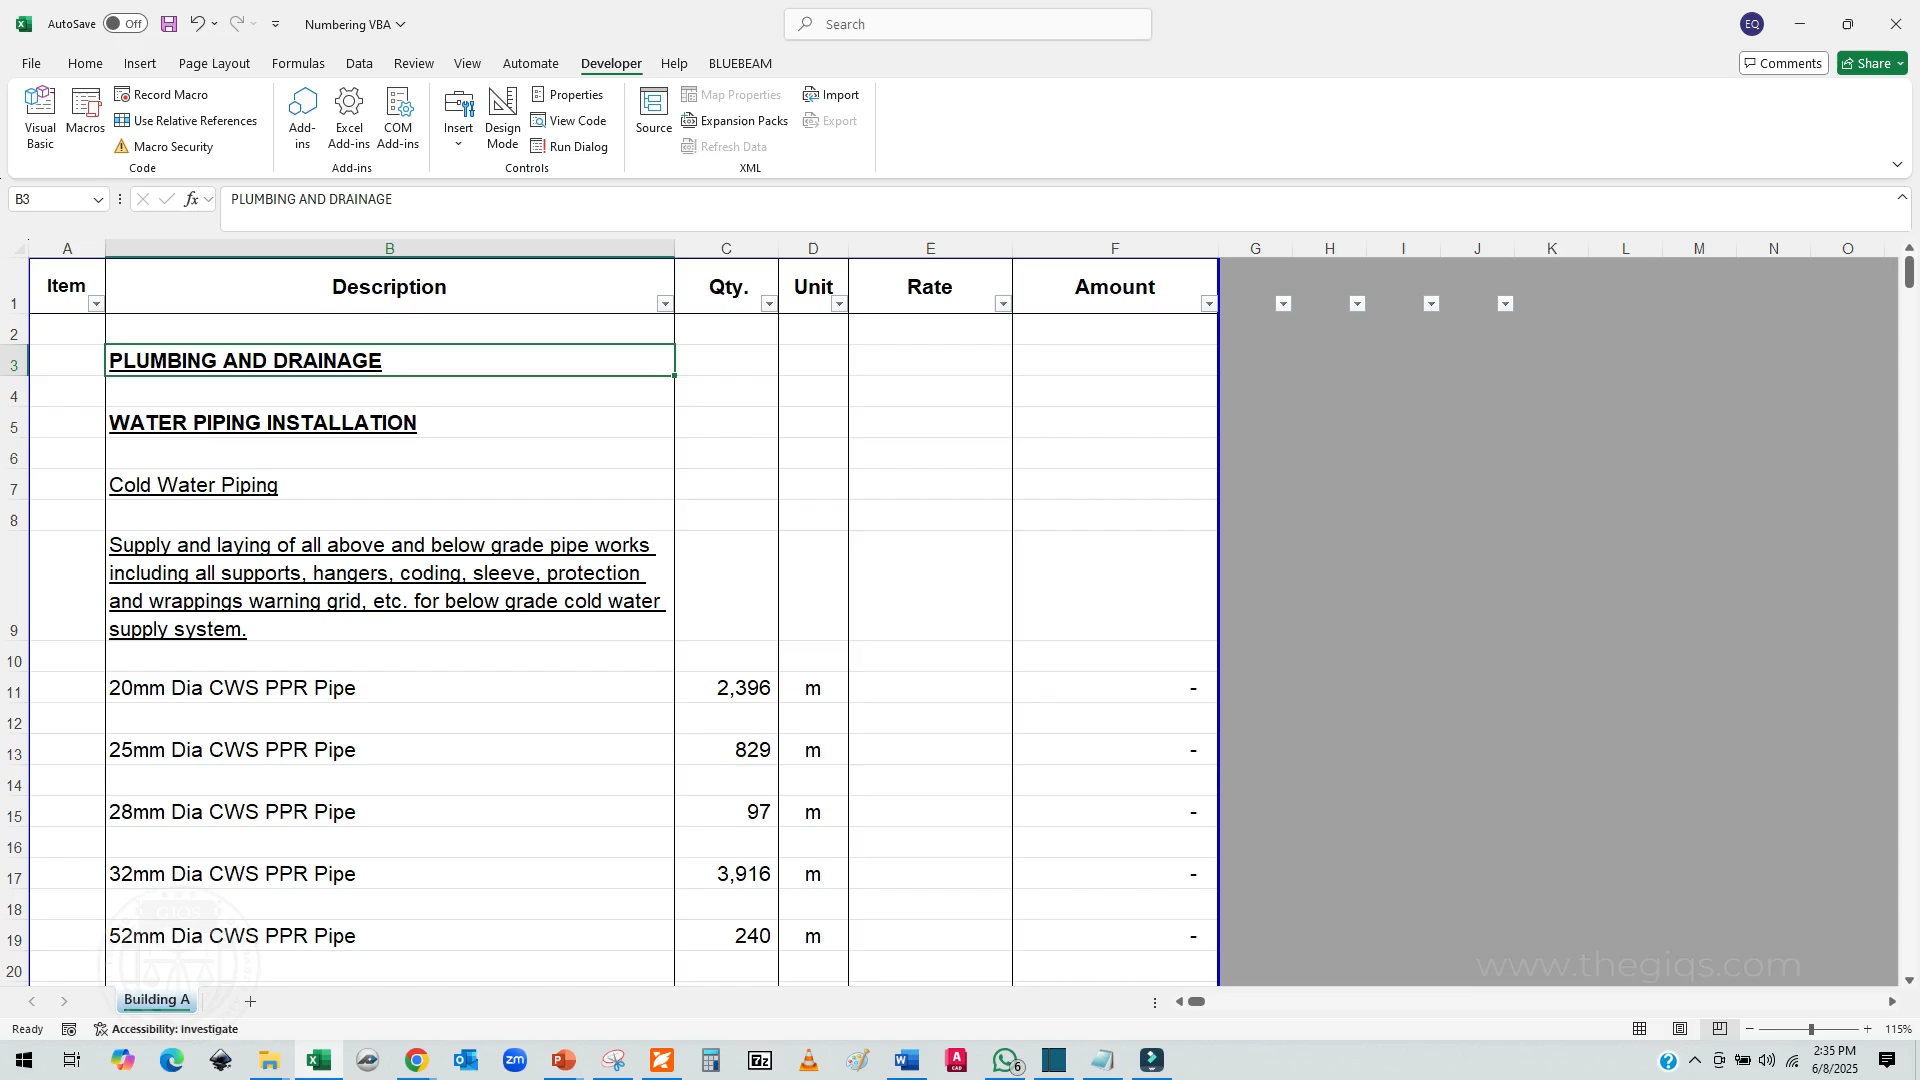 AutoSave Off Numbering VBA Search EQ
File Home Insert Page Layout Formulas Data Review View Automate Developer Help BLUEBEAM Comments Share
Visual Basic
Macros
Record Macro
Use Relative References
Macro Security
Code
Add-ins
Excel Add-ins
COM Add-ins
Add-ins
Insert
Design Mode
Properties
View Code
Run Dialog
Controls
Source
Map Properties
Expansion Packs
Refresh Data
Import
Export
XML
B3 fx PLUMBING AND DRAINAGE
A B C D E F G H I J K L M N O
1 Item Description Qty. Unit Rate Amount
2
3 PLUMBING AND DRAINAGE
4
5 WATER PIPING INSTALLATION
6
7 Cold Water Piping
8
Supply and laying of all above and below grade pipe works
including all supports, hangers, coding, sleeve, protection
and wrappings warning grid, etc. for below grade cold water
9 supply system.
10
11 20mm Dia CWS PPR Pipe 2,396 m -
12
13 25mm Dia CWS PPR Pipe 829 m -
14
15 28mm Dia CWS PPR Pipe 97 m -
16
17 32mm Dia CWS PPR Pipe 3,916 m -
18
GIQS
19 52mm Dia CWS PPR Pipe 240 m -
www.thegiqs.com
20
Building A
Ready Accessibility: Investigate 115%
zm 7z A CAD 6 2:35 PM
6/8/2025